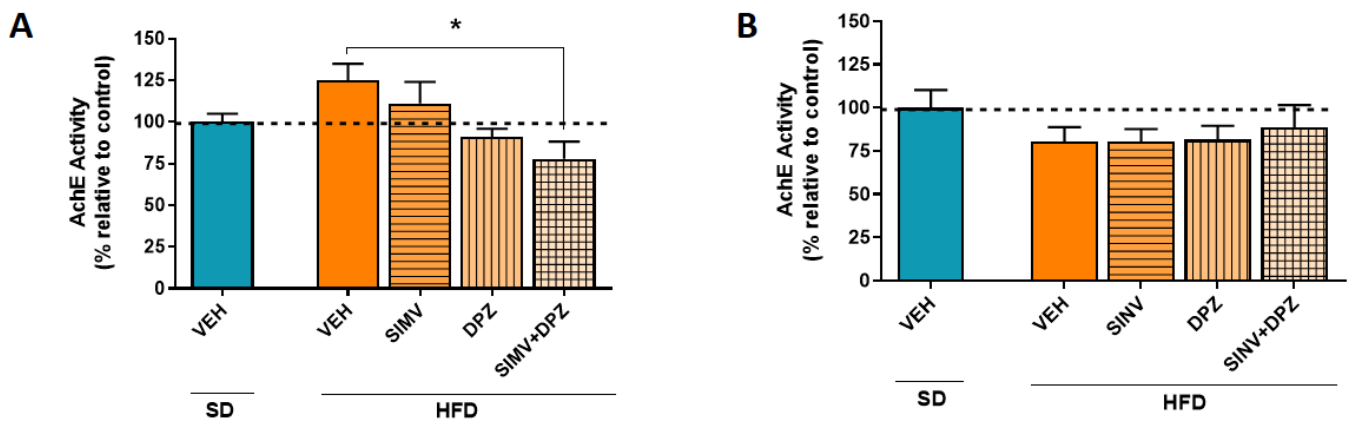 A
AchE Activity
(% relative to control)
150
125
100
75
50
25
0
*
VEH
VEH
SIMV
DPZ
SIMV+DPZ
SD
HFD
B
AchE Activity
(% relative to control)
150
125
100
75
50
25
0
VEH
VEH
SINV
DPZ
SINV+DPZ
SD
HFD